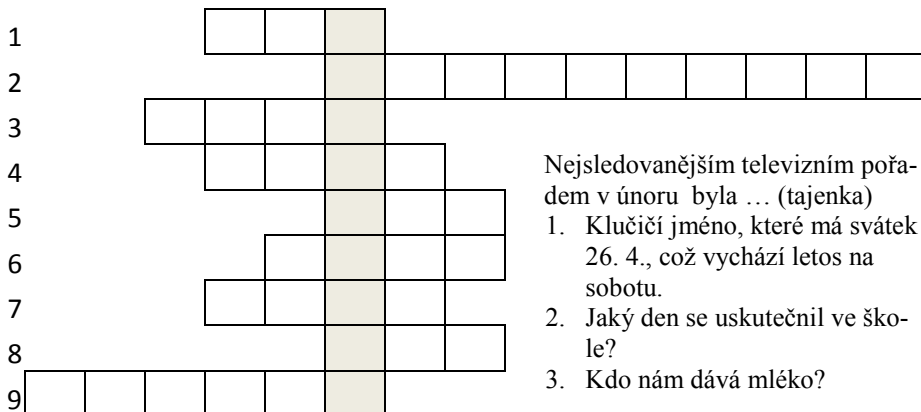 1
2
3
4
5
6
7
8
9
Nejsledovanějším televizním pořa-
dem v únoru  byla … (tajenka)
1. Klučičí jméno, které má svátek
26. 4., což vychází letos na
sobotu.
2. Jaký den se uskutečnil ve ško-
le?
3. Kdo nám dává mléko?